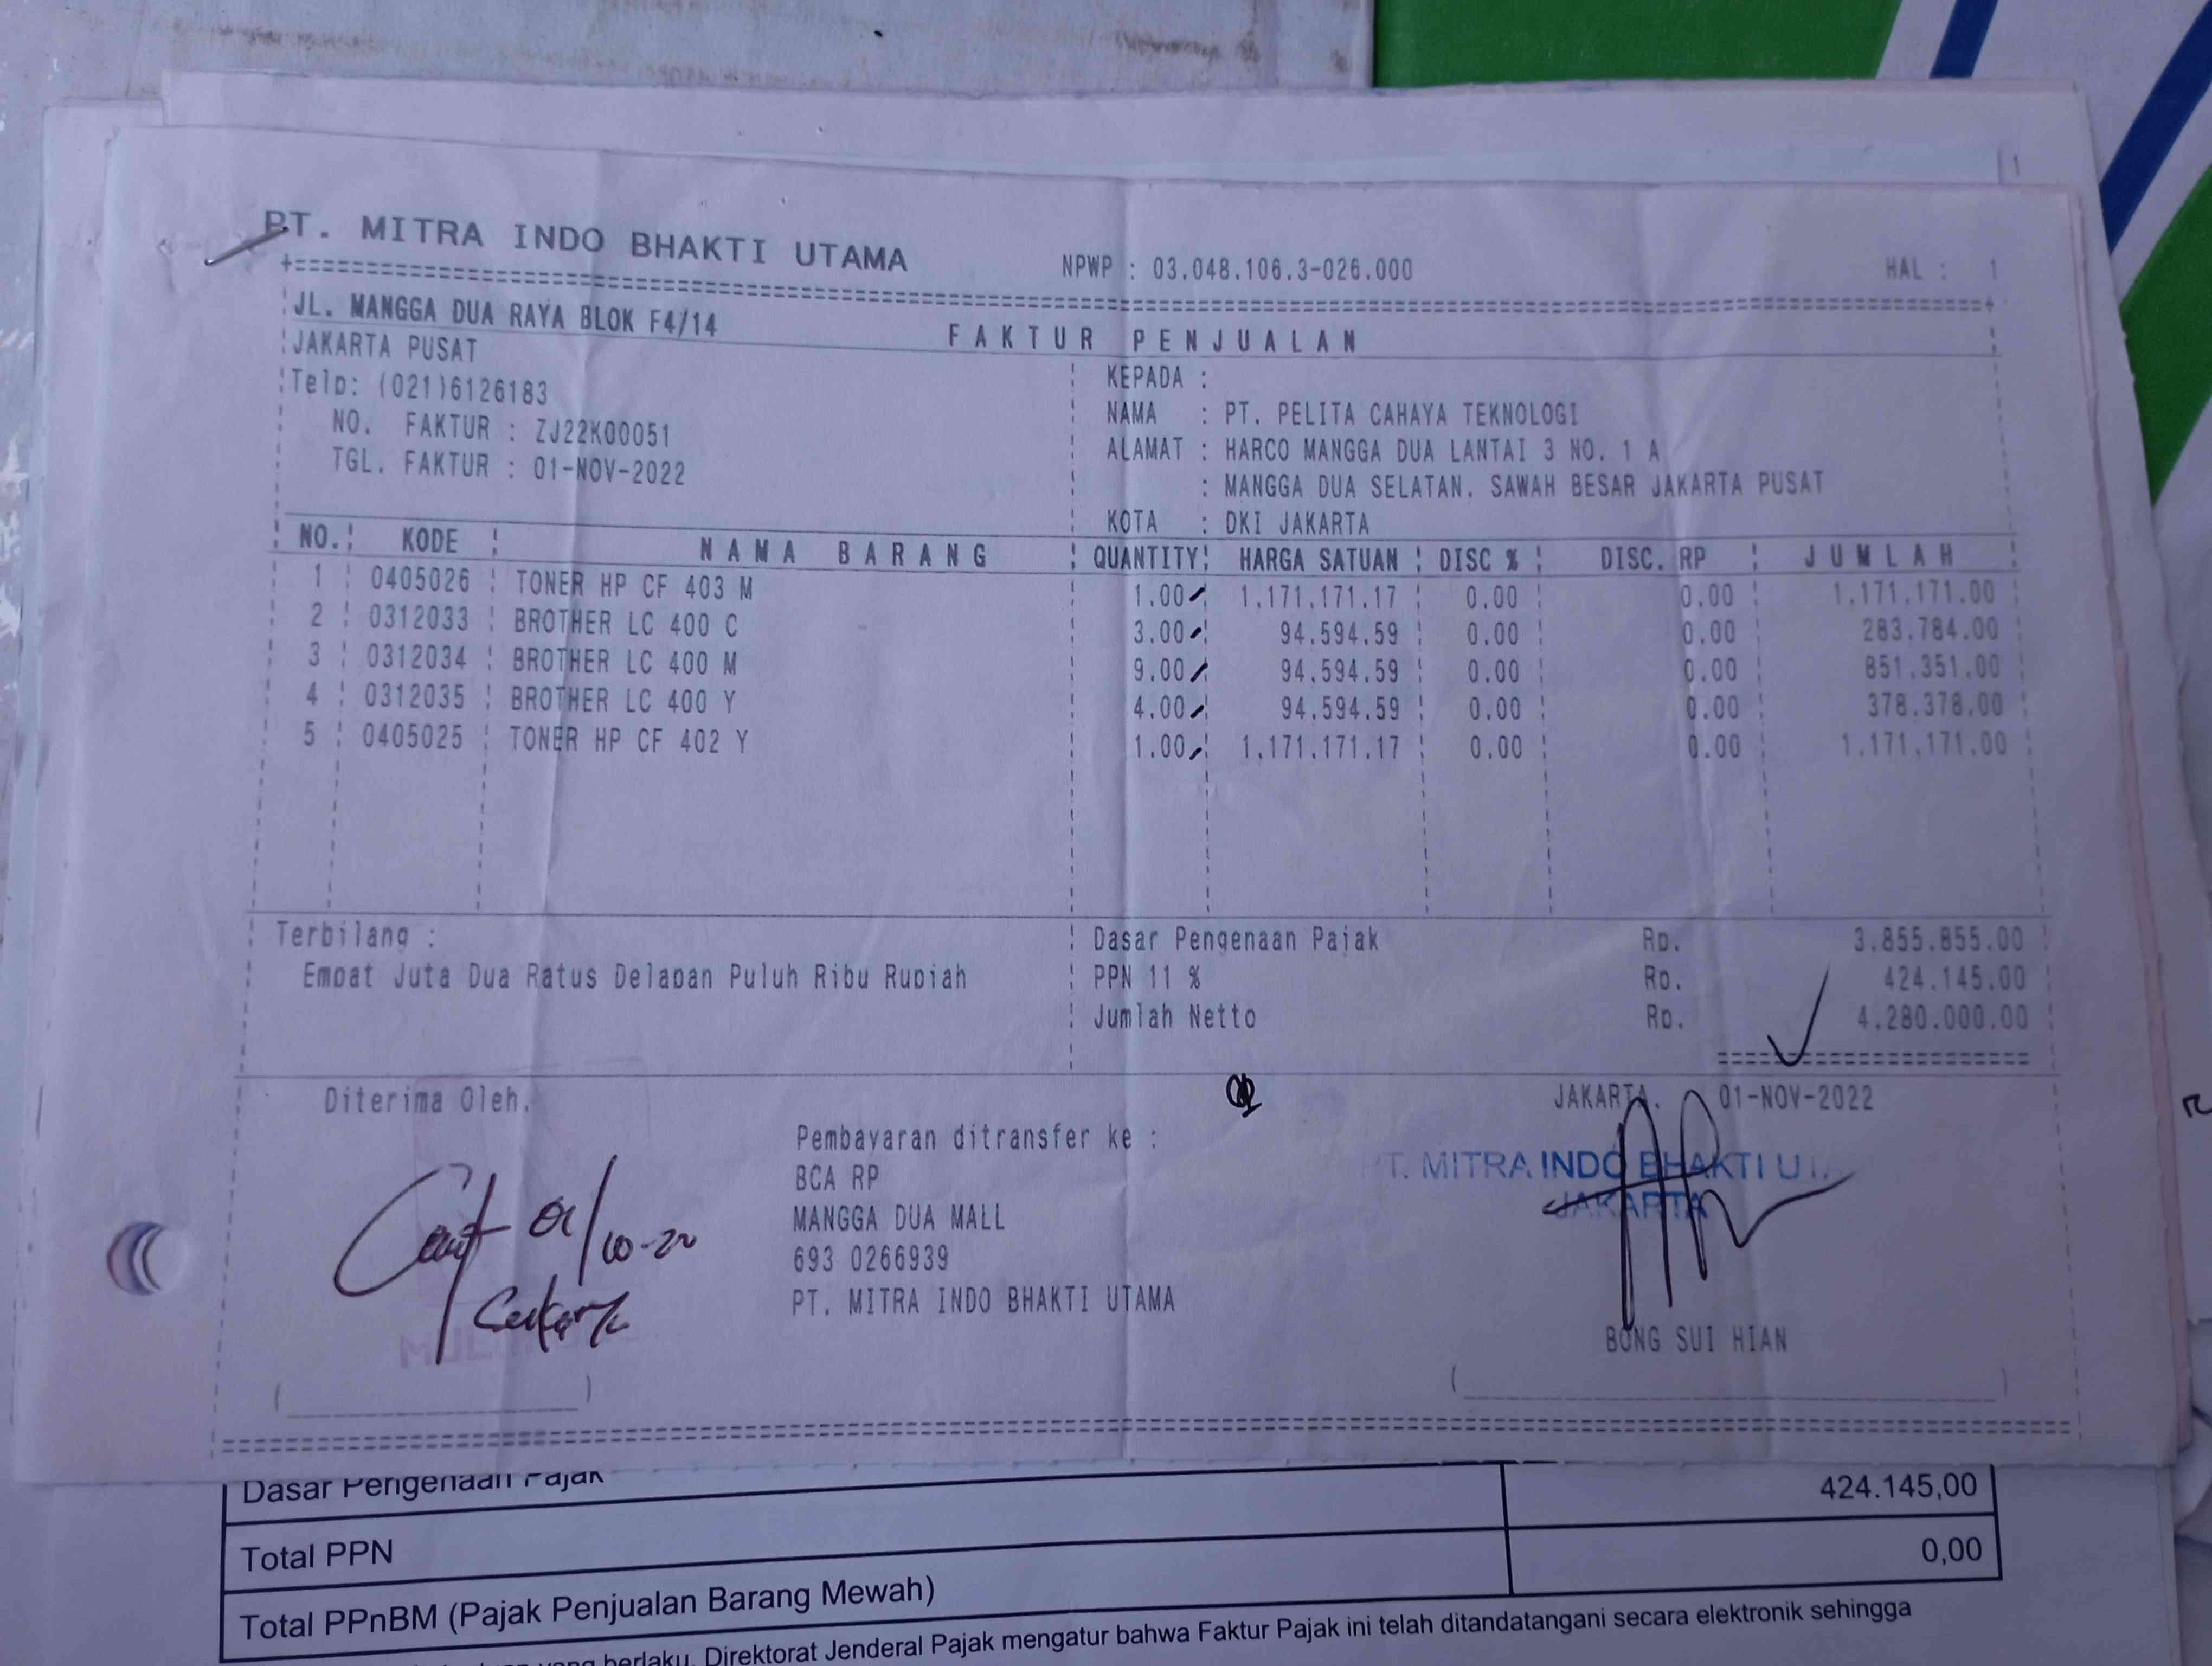 PT. MITRA INDO BHAKTI UTAMA NPWP : 03.048.106.3-026.000 HAL : 1
JL. MANGGA DUA RAYA BLOK F4/14
FAKTUR PENJUALAN
JAKARTA PUSAT
Telp: (021)6126183
NO. FAKTUR : ZJ22K00051
TGL. FAKTUR : 01-NOV-2022
KEPADA :
NAMA : PT. PELITA CAHAYA TEKNOLOGI
ALAMAT : HARCO MANGGA DUA LANTAI 3 NO. 1 A
: MANGGA DUA SELATAN. SAWAH BESAR JAKARTA PUSAT
KOTA : DKI JAKARTA
NO. KODE NAMA BARANG QUANTITY HARGA SATUAN DISC % DISC. RP JUMLAH
1 0405026 TONER HP CF 403 M 1.00 1.171.171.17 0.00 0.00 1.171.171.00
2 0312033 BROTHER LC 400 C 3.00 94.594.59 0.00 0.00 283.784.00
3 0312034 BROTHER LC 400 M 9.00 94.594.59 0.00 0.00 851.351.00
4 0312035 BROTHER LC 400 Y 4.00 94.594.59 0.00 0.00 378.378.00
5 0405025 TONER HP CF 402 Y 1.00 1.171.171.17 0.00 0.00 1.171.171.00
Terbilang :
Empat Juta Dua Ratus Delapan Puluh Ribu Rupiah
Dasar Pengenaan Pajak Rp. 3.855.855.00
PPN 11 % Rp. 424.145.00
Jumlah Netto Rp. 4.280.000.00
Diterima Oleh.
Pembayaran ditransfer ke :
BCA RP
MANGGA DUA MALL
693 0266939
PT. MITRA INDO BHAKTI UTAMA
JAKARTA. 01-NOV-2022
T. MITRA INDO BHAKTI UT
JAKARTA
BONG SUI HIAN
Dasar Pengenaan Pajak 424.145,00
Total PPN 0,00
Total PPnBM (Pajak Penjualan Barang Mewah)
yang berlaku, Direktorat Jenderal Pajak mengatur bahwa Faktur Pajak ini telah ditandatangani secara elektronik sehingga